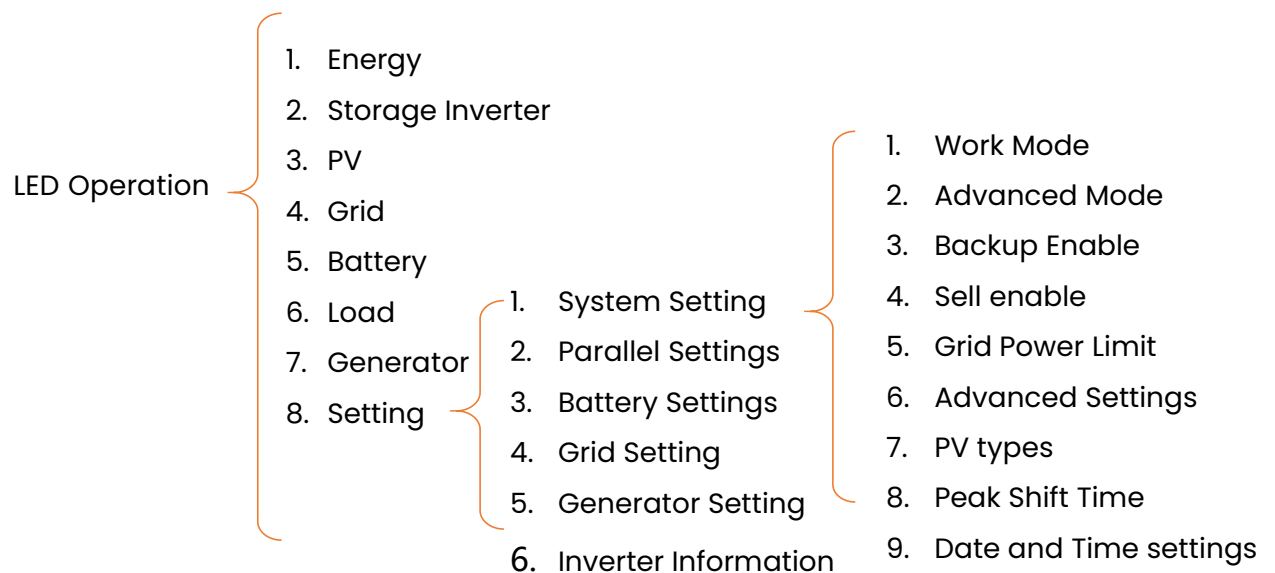 LED Operation
1. Energy
2. Storage Inverter
3. PV
4. Grid
5. Battery
6. Load
7. Generator
8. Setting
1. System Setting
2. Parallel Settings
3. Battery Settings
4. Grid Setting
5. Generator Setting
6. Inverter Information
1. Work Mode
2. Advanced Mode
3. Backup Enable
4. Sell enable
5. Grid Power Limit
6. Advanced Settings
7. PV types
8. Peak Shift Time
9. Date and Time settings